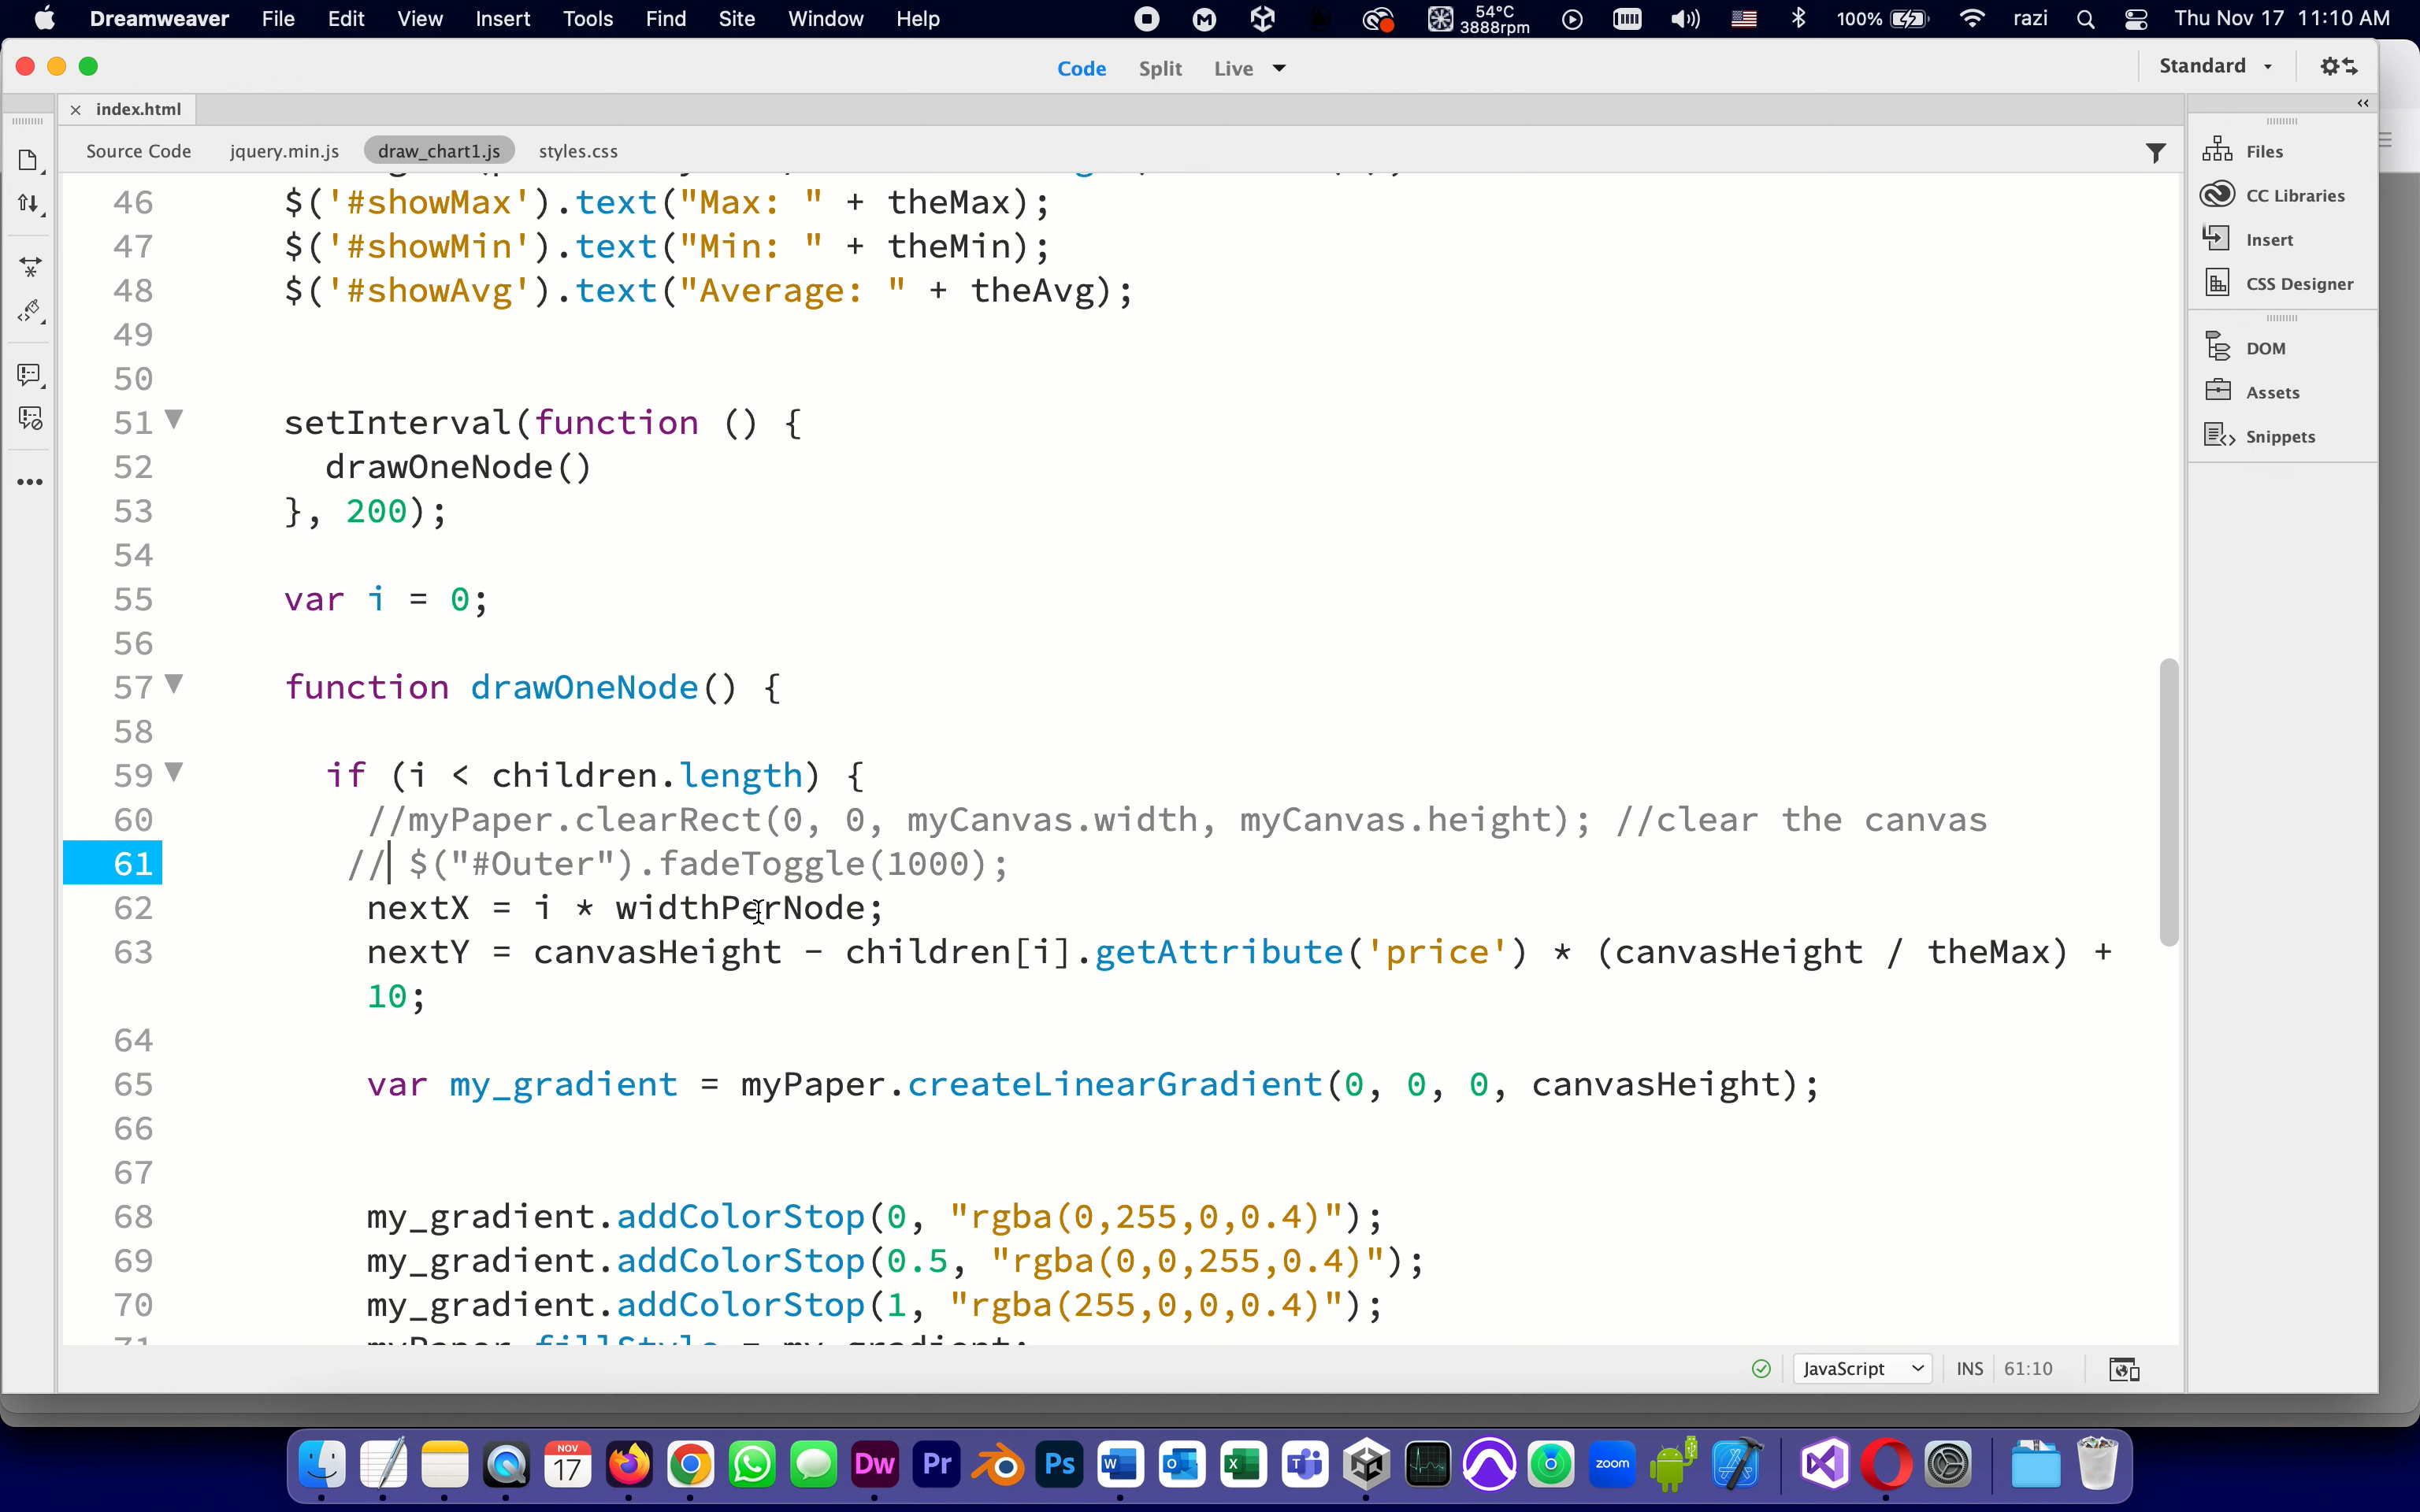 Dreamweaver File Edit View Insert Tools Find Site Window Help 54°C 3888rpm 100% razi Thu Nov 17 11:10 AM
Code Split Live Standard
index.html
Source Code jquery.min.js draw_chart1.js styles.css
46 $('#showMax').text("Max: " + theMax);
47 $('#showMin').text("Min: " + theMin);
48 $('#showAvg').text("Average: " + theAvg);
49
50
51 setInterval(function () {
52 drawOneNode()
53 }, 200);
54
55 var i = 0;
56
57 function drawOneNode() {
58
59 if (i < children.length) {
60 //myPaper.clearRect(0, 0, myCanvas.width, myCanvas.height); //clear the canvas
61 // $("#Outer").fadeToggle(1000);
62 nextX = i * widthPerNode;
63 nextY = canvasHeight - children[i].getAttribute('price') * (canvasHeight / theMax) +
10;
64
65 var my_gradient = myPaper.createLinearGradient(0, 0, 0, canvasHeight);
66
67
68 my_gradient.addColorStop(0, "rgba(0,255,0,0.4)");
69 my_gradient.addColorStop(0.5, "rgba(0,0,255,0.4)");
70 my_gradient.addColorStop(1, "rgba(255,0,0,0.4)");
71 myPaper.fillStyle = my_gradient;
Files
CC Libraries
Insert
CSS Designer
DOM
Assets
Snippets
JavaScript INS 61:10
NOV
17
Dw
Pr
Ps
W
O
X
T
zoom